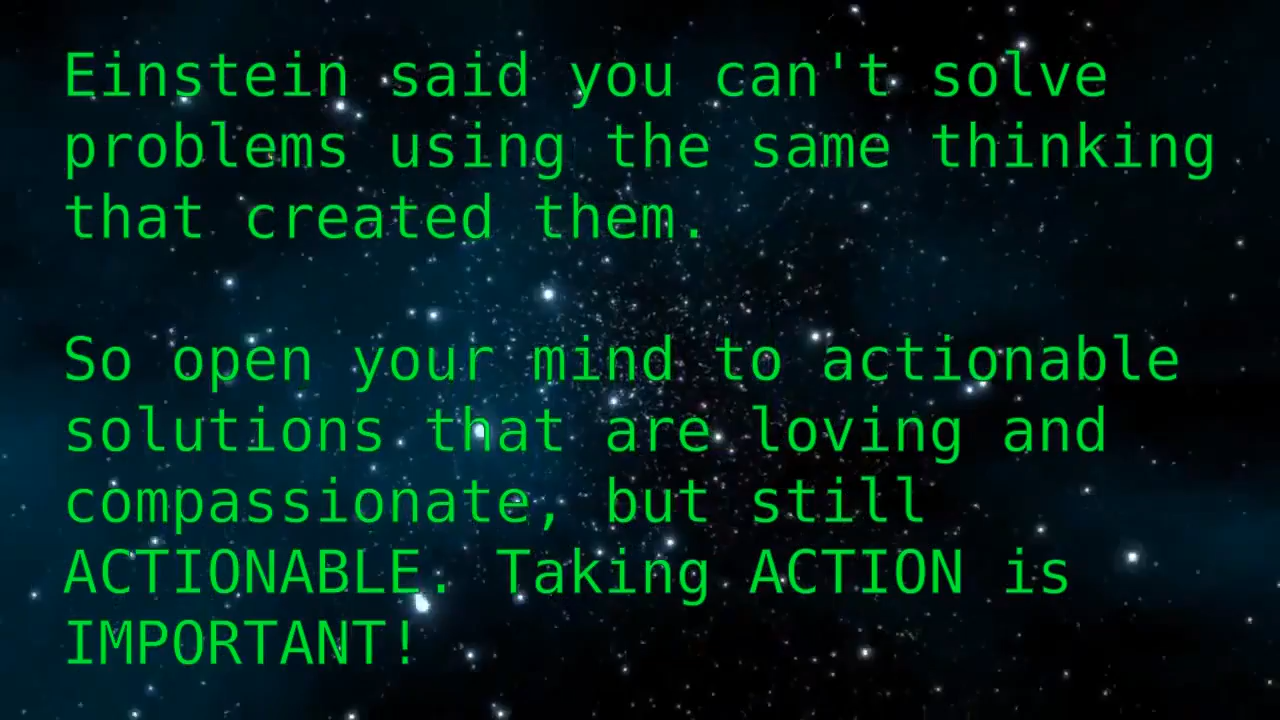 Einstein said you can't solve
problems using the same thinking
that created them.
So open your mind to actionable
solutions that are loving and
compassionate, but still
ACTIONABLE. Taking ACTION is
IMPORTANT!